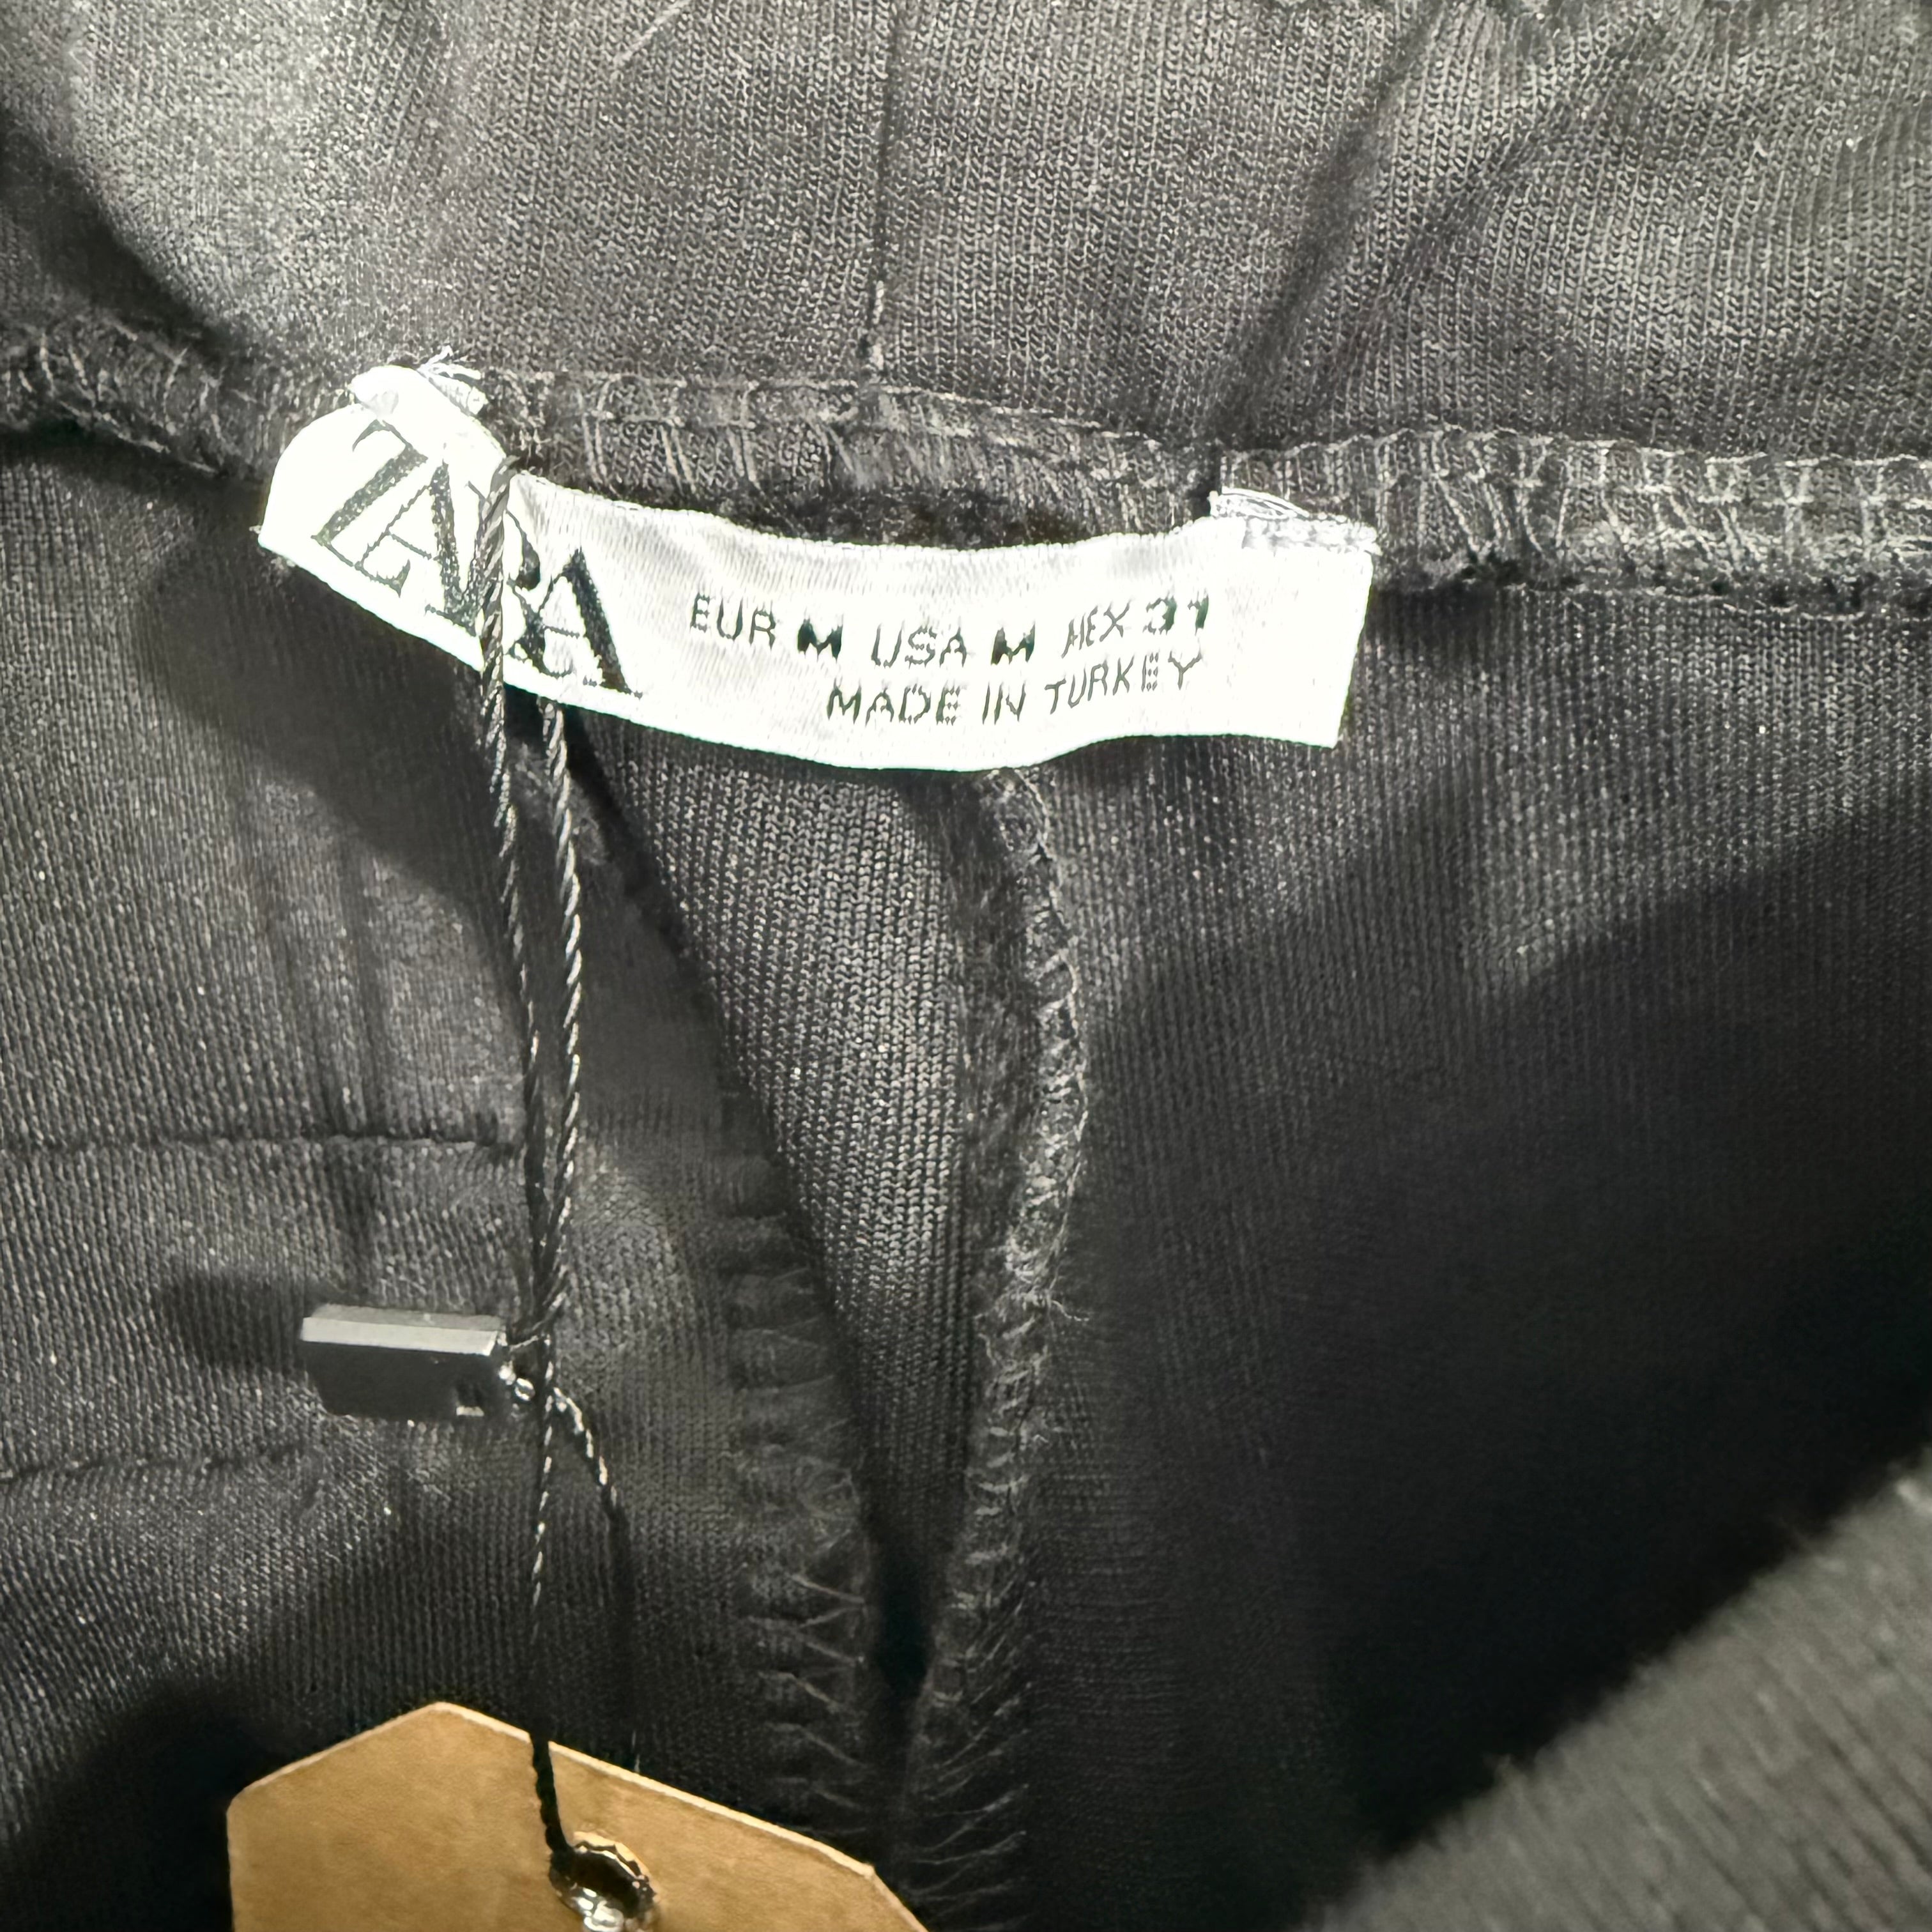 ZARA
EUR M USA M MEX 31
MADE IN TURKEY